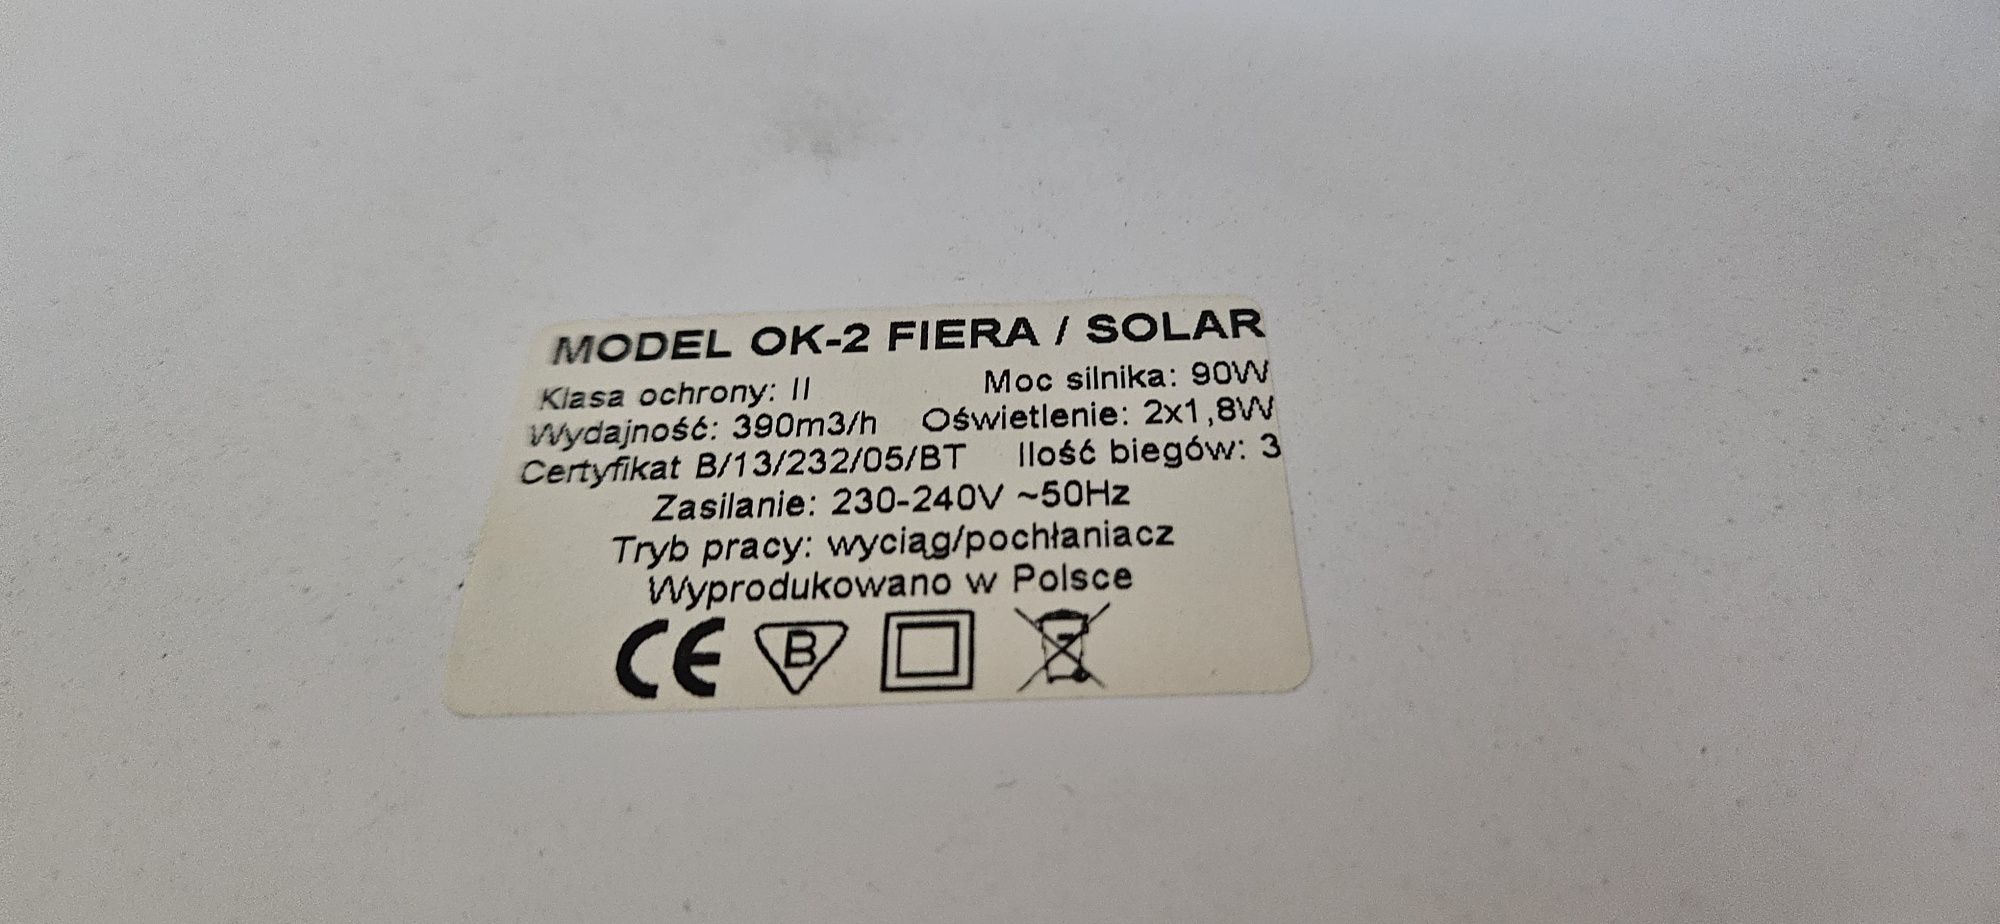 MODEL OK-2 FIERA / SOLAR
Klasa ochrony: II Moc silnika: 90W
Wydajność: 390m3/h Oświetlenie: 2x1,8W
Certyfikat B/13/232/05/BT Ilość biegów: 3
Zasilanie: 230-240V ~50Hz
Tryb pracy: wyciąg/pochłaniacz
Wyprodukowano w Polsce
CE B